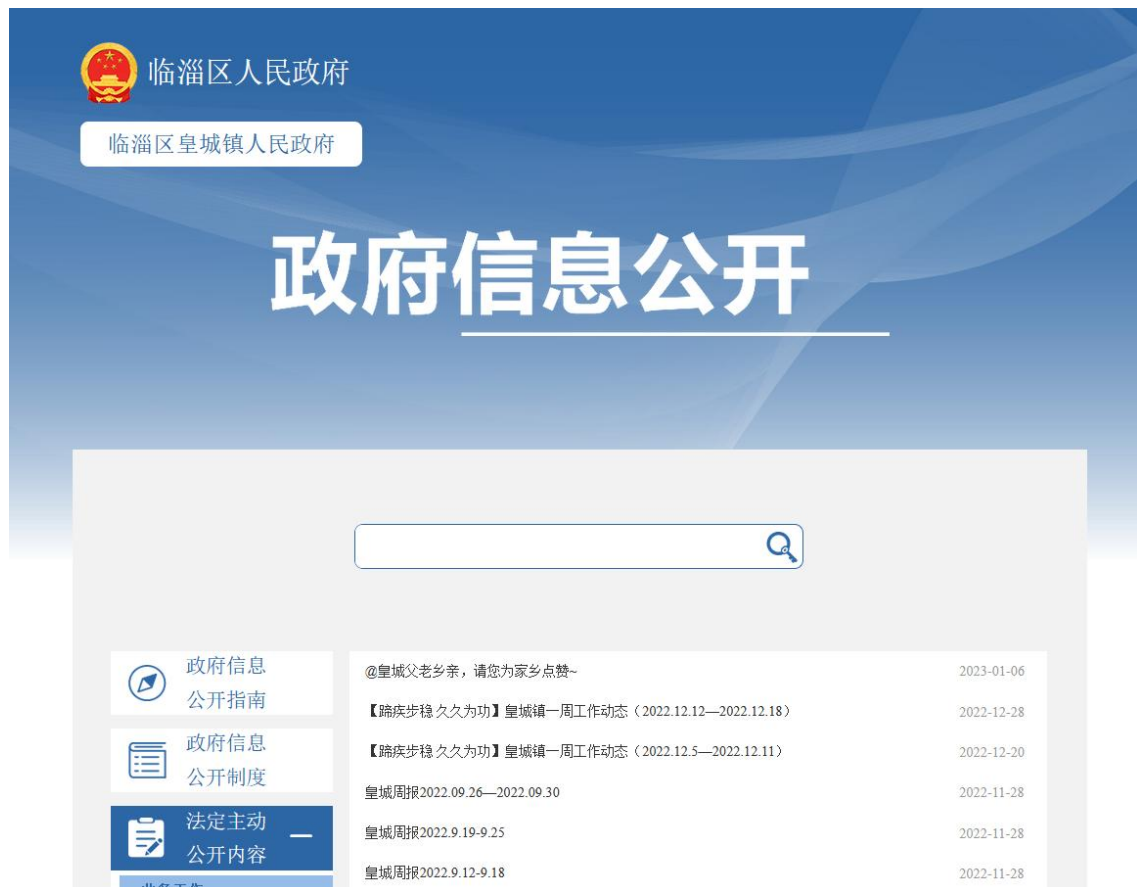 临淄区人民政府
临淄区皇城镇人民政府
政府信息公开
政府信息
公开指南
政府信息
公开制度
法定主动
公开内容
@皇城父老乡亲，请您为家乡点赞~ 2023-01-06
【蹄疾步稳 久久为功】皇城镇一周工作动态（2022.12.12—2022.12.18） 2022-12-28
【蹄疾步稳 久久为功】皇城镇一周工作动态（2022.12.5—2022.12.11） 2022-12-20
皇城周报2022.09.26—2022.09.30 2022-11-28
皇城周报2022.9.19-9.25 2022-11-28
皇城周报2022.9.12-9.18 2022-11-28